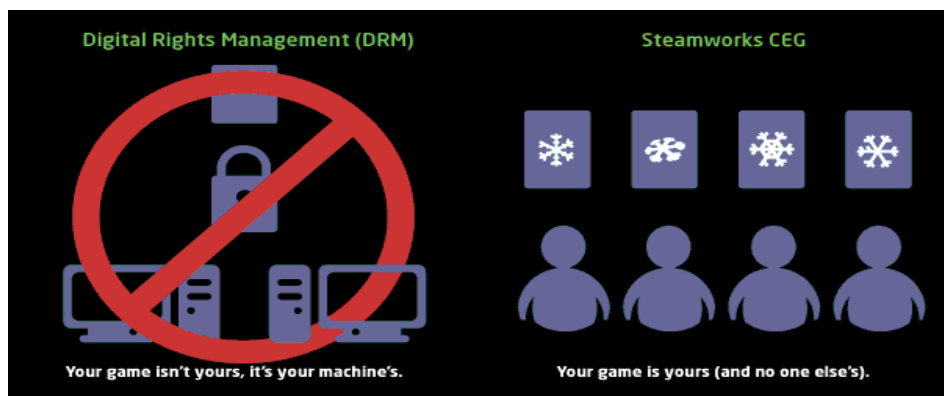 Digital Rights Management (DRM)
Steamworks CEG
Your game isn't yours, it's your machine's.
Your game is yours (and no one else's).